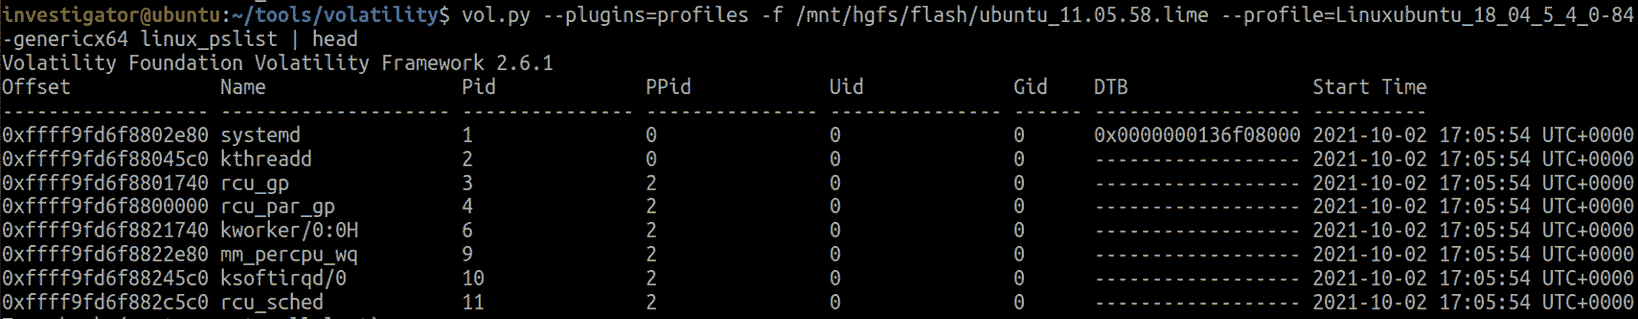 investigator@ubuntu:~/tools/volatility$ vol.py --plugins=profiles -f /mnt/hgfs/flash/ubuntu_11.05.58.lime --profile=Linuxubuntu_18_04_5_4_0-84
-genericx64 linux_pslist | head
Volatility Foundation Volatility Framework 2.6.1
Offset             Name                 Pid             PPid            Uid             Gid    DTB                Start Time
------------------ -------------------- --------------- --------------- --------------- ------ ------------------ ----------
0xffff9fd6f8802e80 systemd              1               0               0               0      0x0000000136f08000 2021-10-02 17:05:54 UTC+0000
0xffff9fd6f88045c0 kthreadd             2               0               0               0      ------------------ 2021-10-02 17:05:54 UTC+0000
0xffff9fd6f8801740 rcu_gp               3               2               0               0      ------------------ 2021-10-02 17:05:54 UTC+0000
0xffff9fd6f8800000 rcu_par_gp           4               2               0               0      ------------------ 2021-10-02 17:05:54 UTC+0000
0xffff9fd6f8821740 kworker/0:0H         6               2               0               0      ------------------ 2021-10-02 17:05:54 UTC+0000
0xffff9fd6f8822e80 mm_percpu_wq         9               2               0               0      ------------------ 2021-10-02 17:05:54 UTC+0000
0xffff9fd6f88245c0 ksoftirqd/0          10              2               0               0      ------------------ 2021-10-02 17:05:54 UTC+0000
0xffff9fd6f882c5c0 rcu_sched            11              2               0               0      ------------------ 2021-10-02 17:05:54 UTC+0000